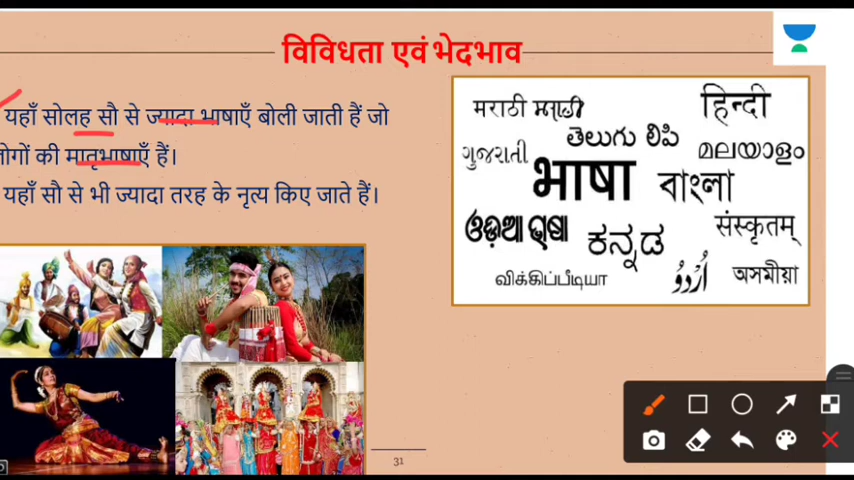 विविधता एवं भेदभाव
यहाँ सोलह सौ से ज्यादा भाषाएँ बोली जाती हैं जो
लोगों की मातृभाषाएँ हैं।
यहाँ सौ से भी ज्यादा तरह के नृत्य किए जाते हैं।
मराठी
हिन्दी
తెలుగు లిపి
ગુજરાતી
മലയാളം
भाषा
বাংলা
ଓଡ଼ିଆ ଭାଷା
ಕನ್ನಡ
संस्कृतम्
விக்கிப்பீடியா
اُردُو
অসমীয়া
31